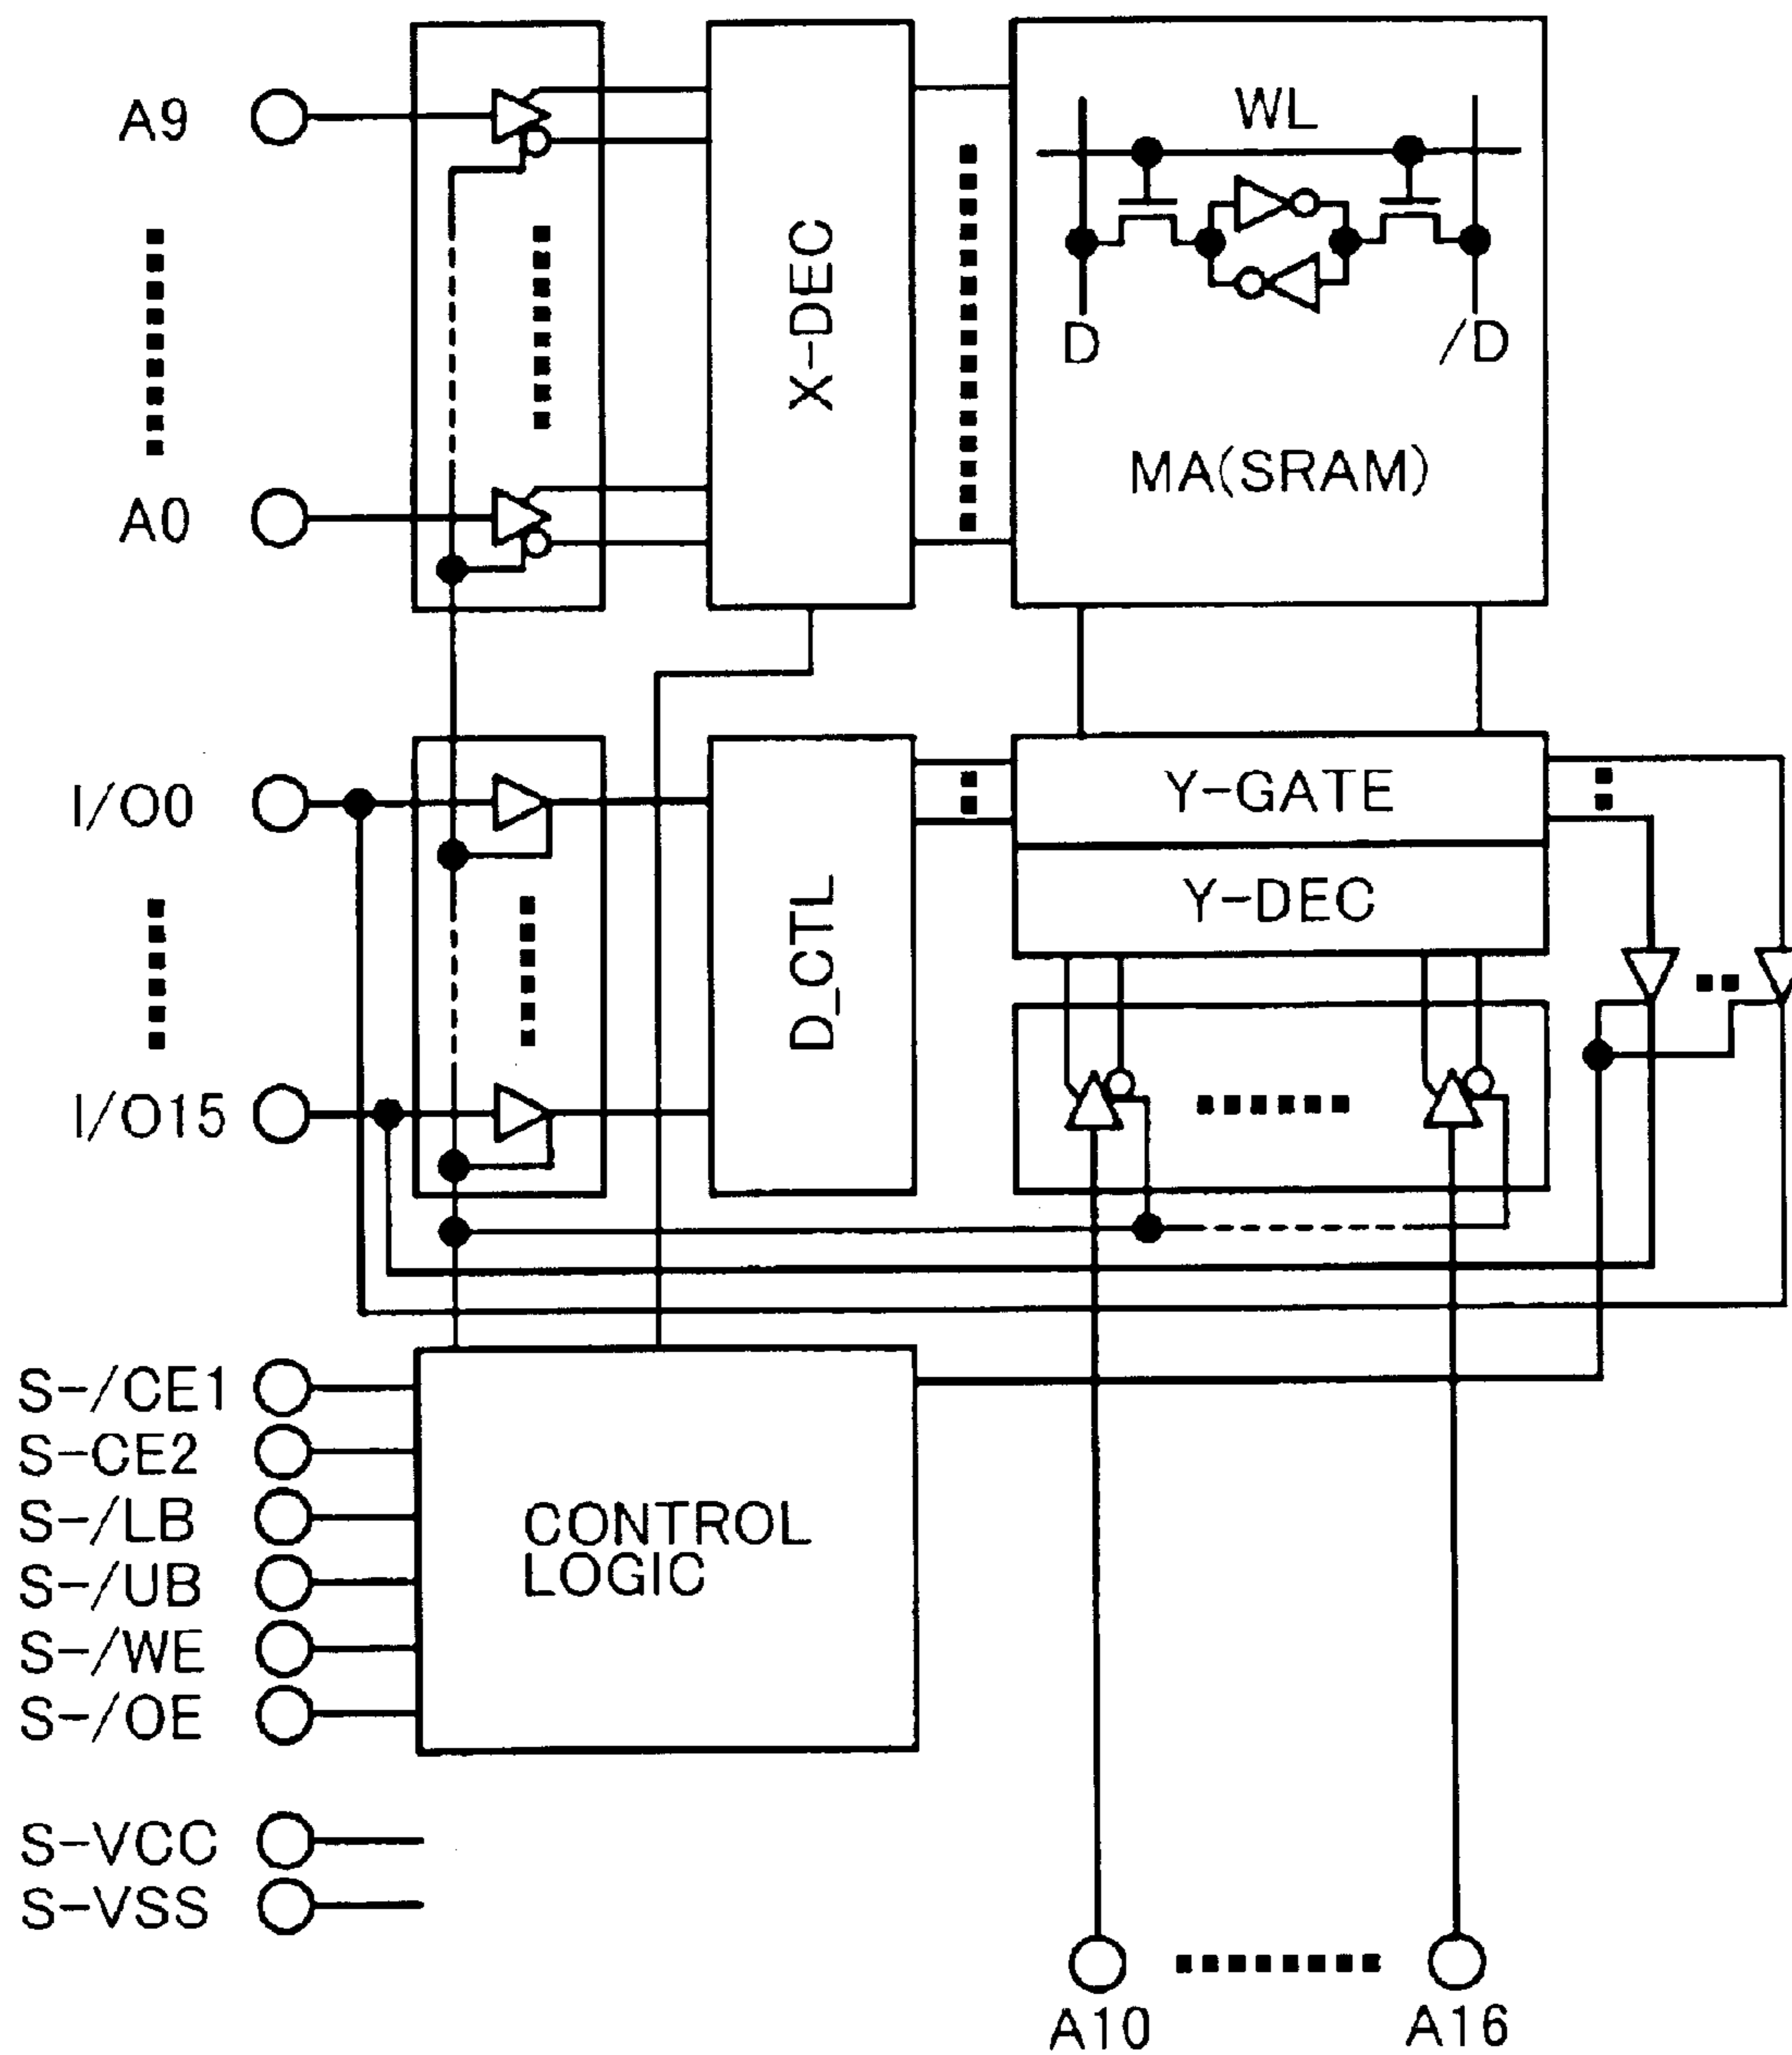 A9
A0
X-DEC
WL
D
/D
MA(SRAM)
I/O0
I/O15
D_CTL
Y-GATE
Y-DEC
S-/CE1
S-CE2
S-/LB
S-/UB
S-/WE
S-/OE
CONTROL
LOGIC
S-VCC
S-VSS
A10
A16